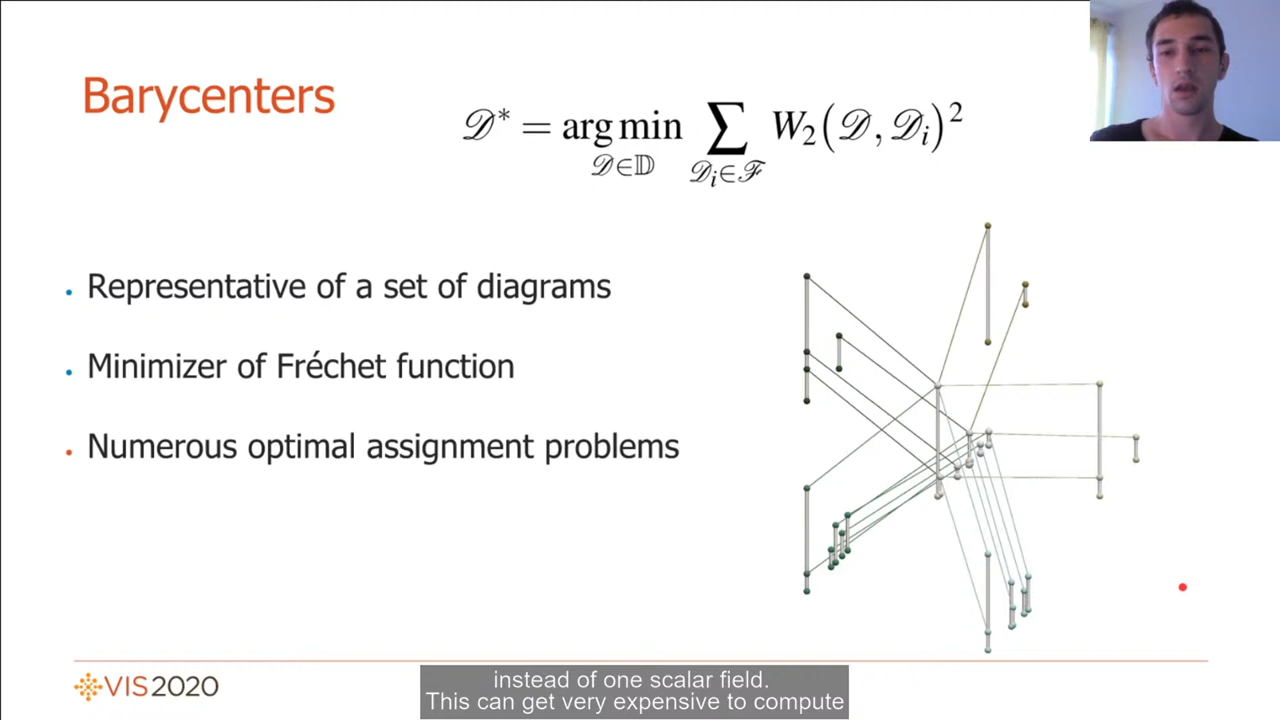 Barycenters
𝒟* = arg min ∑ W₂(𝒟, 𝒟ᵢ)²
𝒟∈𝔻 𝒟ᵢ∈ℱ
Representative of a set of diagrams
Minimizer of Fréchet function
Numerous optimal assignment problems
VIS2020
instead of one scalar field.
This can get very expensive to compute